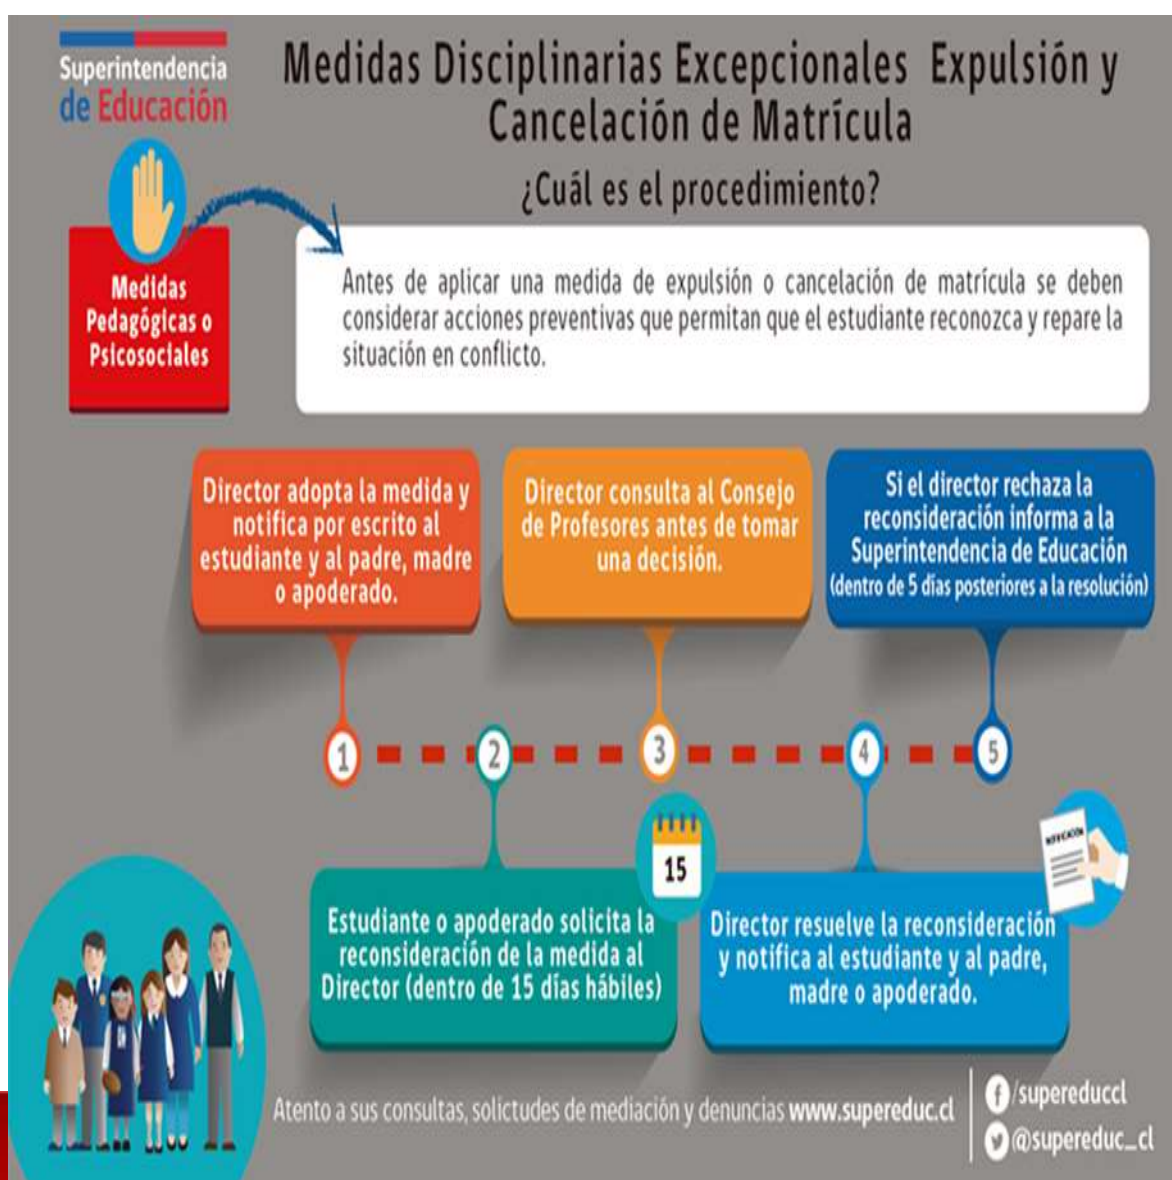 Superintendencia
de Educación
Medidas Disciplinarias Excepcionales Expulsión y
Cancelación de Matrícula
¿Cuál es el procedimiento?
Medidas
Pedagógicas o
Psicosociales
Antes de aplicar una medida de expulsión o cancelación de matrícula se deben
considerar acciones preventivas que permitan que el estudiante reconozca y repare la
situación en conflicto.
Director adopta la medida y
notifica por escrito al
estudiante y al padre, madre
o apoderado.
Director consulta al Consejo
de Profesores antes de tomar
una decisión.
Si el director rechaza la
reconsideración informa a la
Superintendencia de Educación
(dentro de 5 días posteriores a la resolución)
1
2
3
4
5
15
NOTIFICACIÓN
Estudiante o apoderado solicita la
reconsideración de la medida al
Director (dentro de 15 días hábiles)
Director resuelve la reconsideración
y notifica al estudiante y al padre,
madre o apoderado.
Atento a sus consultas, solictudes de mediación y denuncias www.supereduc.cl
/supereduccl
@supereduc_cl